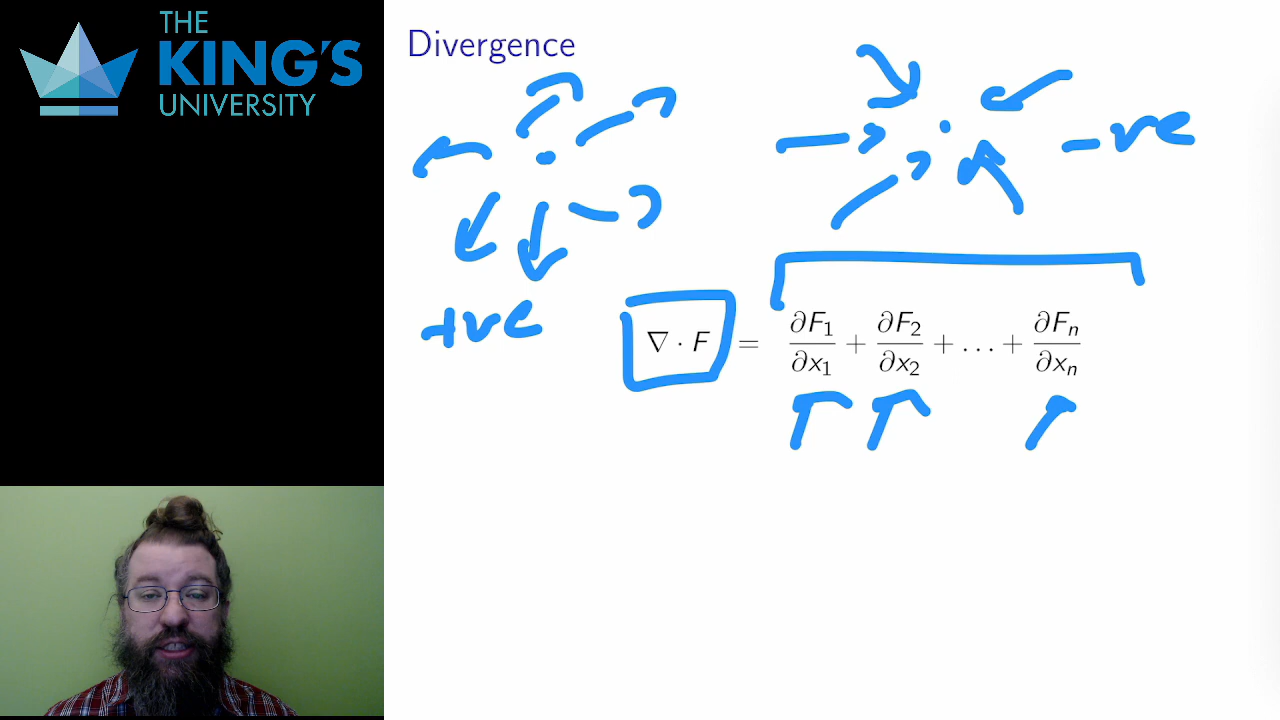 THE
KING'S
UNIVERSITY
Divergence
-ve
+ve
∇ · F = ∂F₁/∂x₁ + ∂F₂/∂x₂ + … + ∂Fₙ/∂xₙ